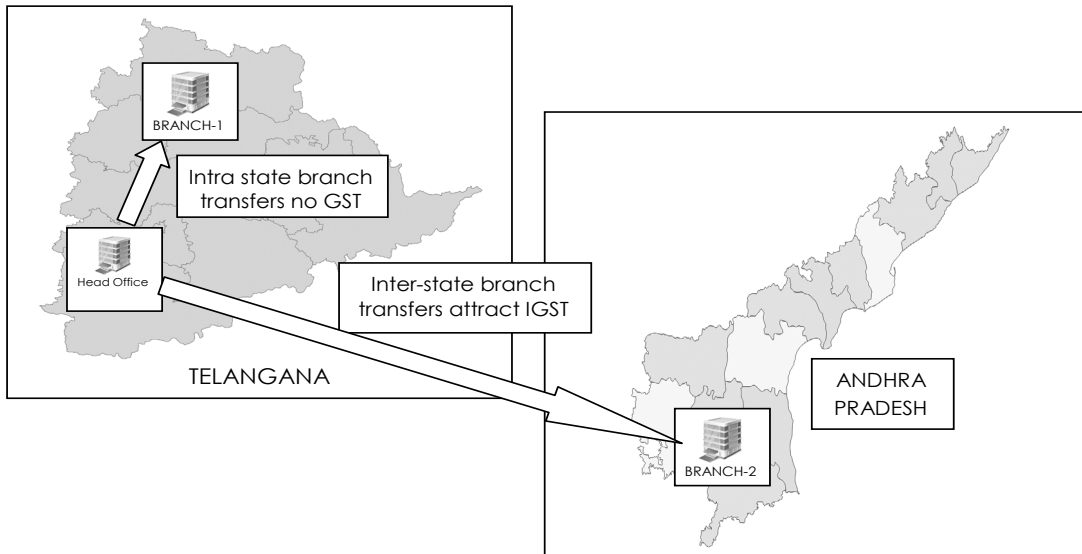 BRANCH-1
Intra state branch
transfers no GST
Head Office
Inter-state branch
transfers attract IGST
TELANGANA
ANDHRA
PRADESH
BRANCH-2